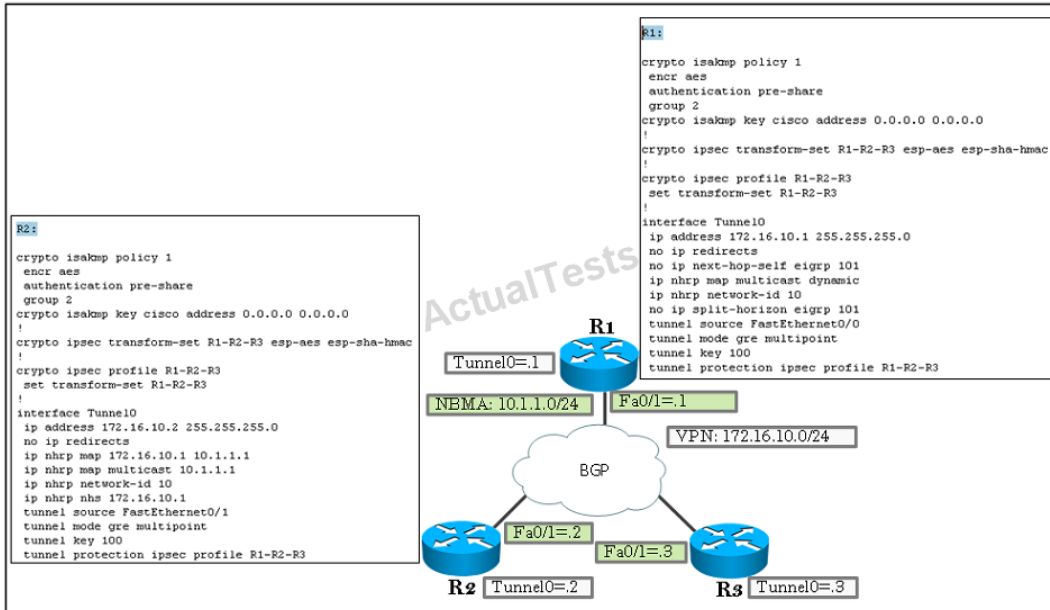 R1:
crypto isakmp policy 1
encr aes
authentication pre-share
group 2
crypto isakmp key cisco address 0.0.0.0 0.0.0.0
!
crypto ipsec transform-set R1-R2-R3 esp-aes esp-sha-hmac
!
crypto ipsec profile R1-R2-R3
set transform-set R1-R2-R3
!
interface Tunnel0
ip address 172.16.10.1 255.255.255.0
no ip redirects
no ip next-hop-self eigrp 101
ip nhrp map multicast dynamic
ip nhrp network-id 10
no ip split-horizon eigrp 101
tunnel source FastEthernet0/0
tunnel mode gre multipoint
tunnel key 100
tunnel protection ipsec profile R1-R2-R3
R2:
crypto isakmp policy 1
encr aes
authentication pre-share
group 2
crypto isakmp key cisco address 0.0.0.0 0.0.0.0
!
crypto ipsec transform-set R1-R2-R3 esp-aes esp-sha-hmac
!
crypto ipsec profile R1-R2-R3
set transform-set R1-R2-R3
!
interface Tunnel0
ip address 172.16.10.2 255.255.255.0
no ip redirects
ip nhrp map 172.16.10.1 10.1.1.1
ip nhrp map multicast 10.1.1.1
ip nhrp network-id 10
ip nhrp nhs 172.16.10.1
tunnel source FastEthernet0/1
tunnel mode gre multipoint
tunnel key 100
tunnel protection ipsec profile R1-R2-R3
ActualTests
R1
Tunnel0=.1
NBMA: 10.1.1.0/24
Fa0/1=.1
VPN: 172.16.10.0/24
BGP
Fa0/1=.2
Fa0/1=.3
R2
Tunnel0=.2
R3
Tunnel0=.3